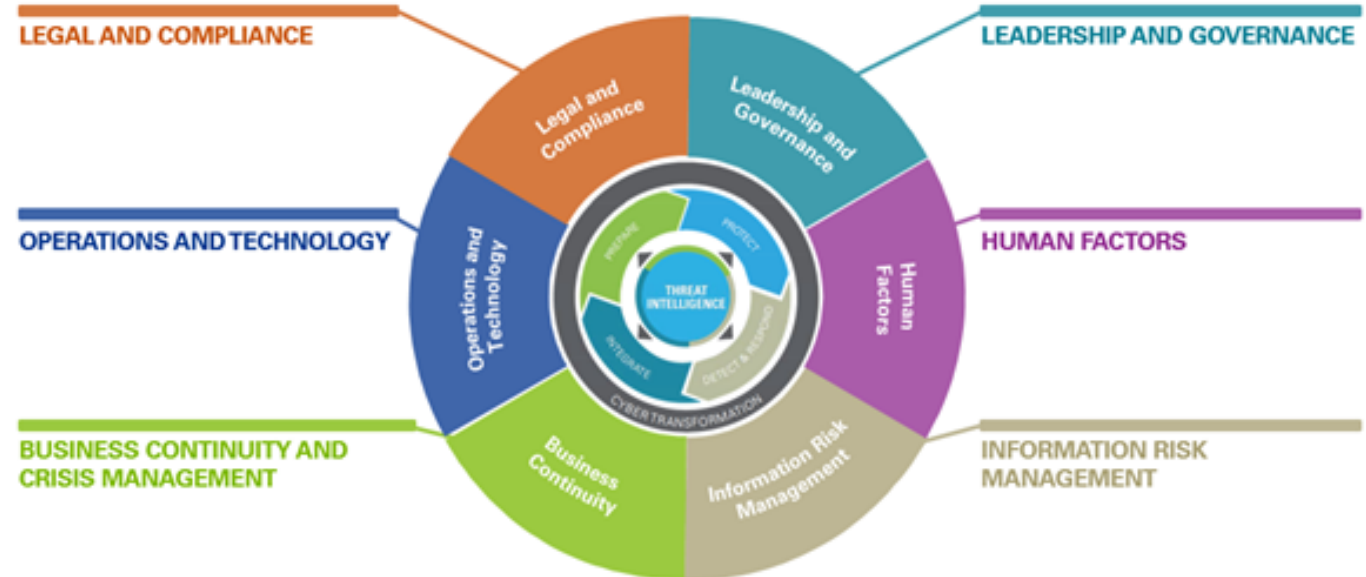 LEGAL AND COMPLIANCE
LEADERSHIP AND GOVERNANCE
Legal and
Compliance
Leadership and
Governance
OPERATIONS AND TECHNOLOGY
HUMAN FACTORS
Operations and
Technology
Human
Factors
PREPARE
PROTECT
THREAT
INTELLIGENCE
INTEGRATE
DETECT & RESPOND
CYBER TRANSFORMATION
BUSINESS CONTINUITY AND
CRISIS MANAGEMENT
INFORMATION RISK
MANAGEMENT
Business
Continuity
Information Risk
Management